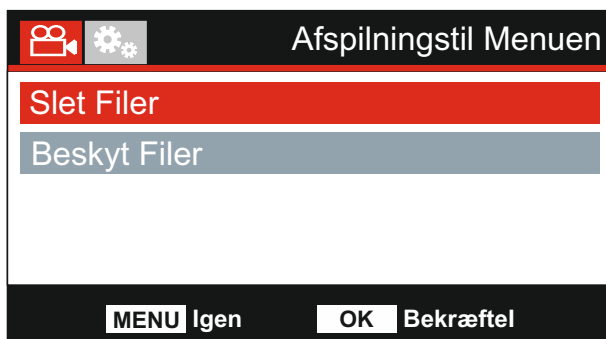 Afspilningstil Menuen
Slet Filer
Beskyt Filer
MENU Igen OK Bekræftel